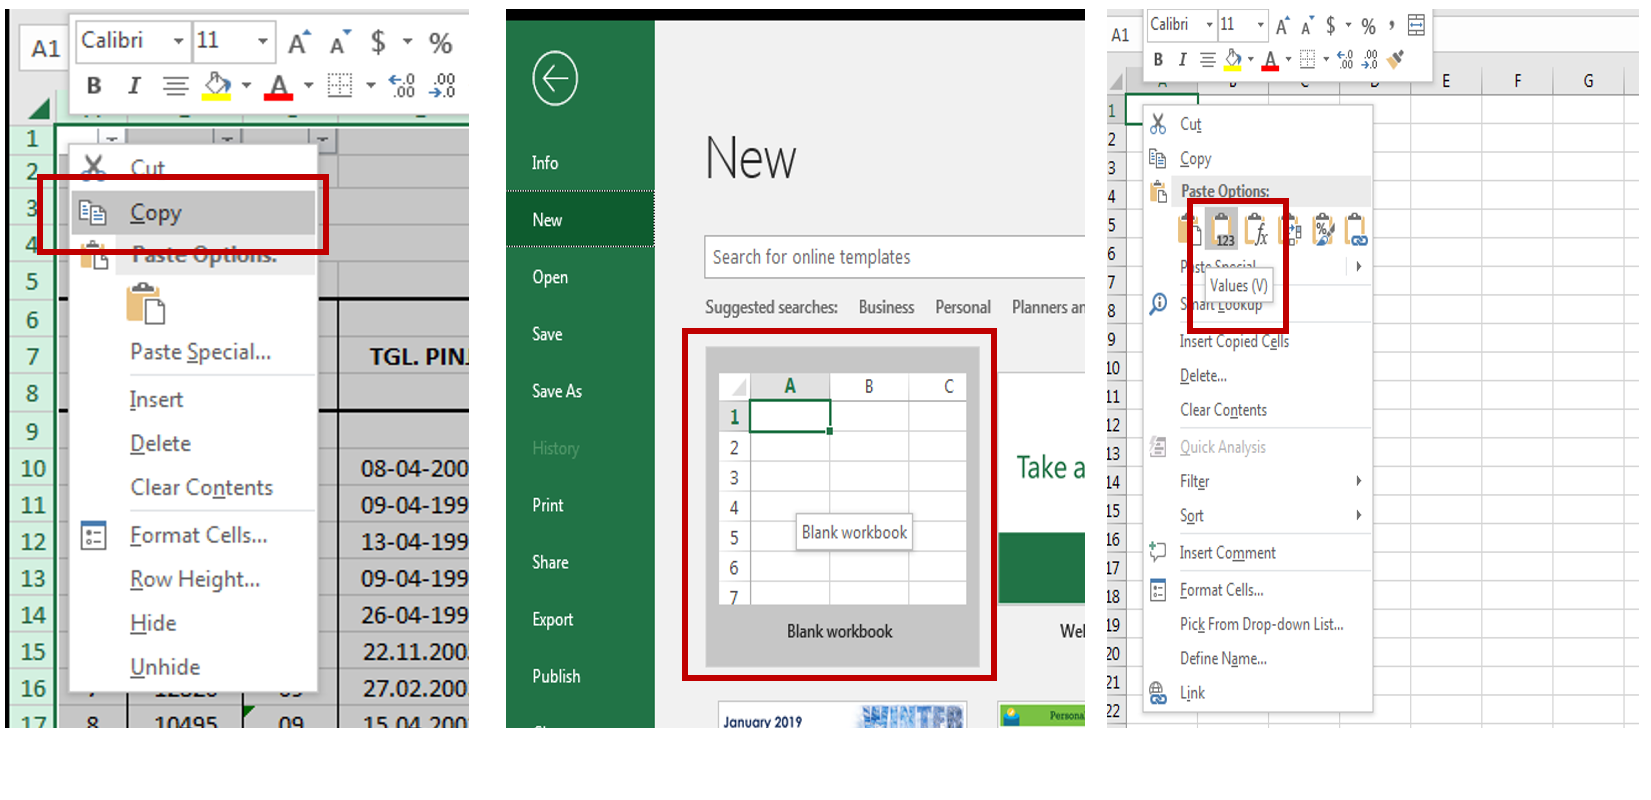 A1
Calibri
11
$
%
B I
A
.0
.00
.00
.0
1
2
3
4
5
6
7
8
9
10
11
12
13
14
15
16
17
Cut
Copy
Paste Options:
Paste Special...
Insert
Delete
Clear Contents
Format Cells...
Row Height...
Hide
Unhide
TGL. PINJ
08-04-200
09-04-199
13-04-199
09-04-199
26-04-199
22.11.200
27.02.200
8 10495 09 15.04.200
Info
New
Open
Save
Save As
History
Print
Share
Export
Publish
New
Search for online templates
Suggested searches: Business Personal Planners an
A B C
1
2
3
4
5
6
7
Blank workbook
Blank workbook
Take a
Wel
January 2019
WINTER
Persona
A1
Calibri
11
A A $ %
B I
A
.0
.00
.00
.0
A B C D E F G
1
2
3
4
5
6
7
8
9
10
11
12
13
14
15
16
17
18
19
20
21
22
Cut
Copy
Paste Options:
123
fx
%
Paste Special
Values (V)
Smart Lookup
Insert Copied Cells
Delete...
Clear Contents
Quick Analysis
Filter
Sort
Insert Comment
Format Cells...
Pick From Drop-down List...
Define Name...
Link